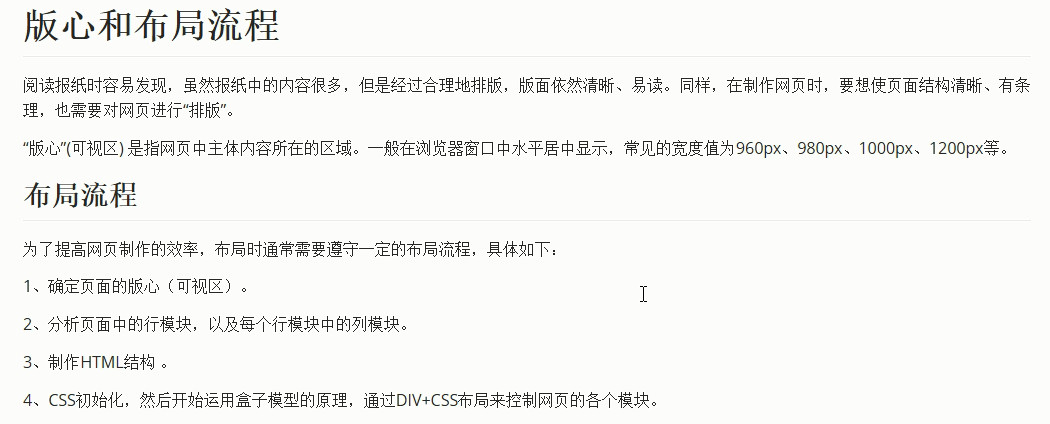 版心和布局流程
阅读报纸时容易发现，虽然报纸中的内容很多，但是经过合理地排版，版面依然清晰、易读。同样，在制作网页时，要想使页面结构清晰、有条
理，也需要对网页进行“排版”。
“版心”(可视区) 是指网页中主体内容所在的区域。一般在浏览器窗口中水平居中显示，常见的宽度值为960px、980px、1000px、1200px等。
布局流程
为了提高网页制作的效率，布局时通常需要遵守一定的布局流程，具体如下：
1、确定页面的版心（可视区）。
2、分析页面中的行模块，以及每个行模块中的列模块。
3、制作HTML结构 。
4、CSS初始化，然后开始运用盒子模型的原理，通过DIV+CSS布局来控制网页的各个模块。